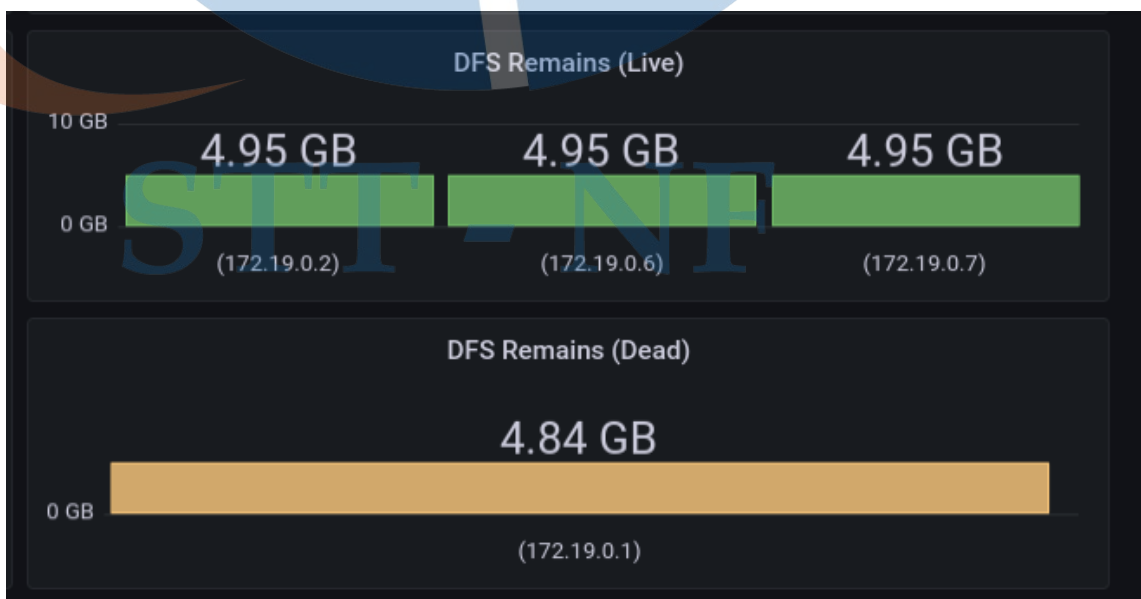 DFS Remains (Live)
10 GB
4.95 GB 4.95 GB 4.95 GB
0 GB
(172.19.0.2) (172.19.0.6) (172.19.0.7)
STT - NF
DFS Remains (Dead)
4.84 GB
0 GB
(172.19.0.1)